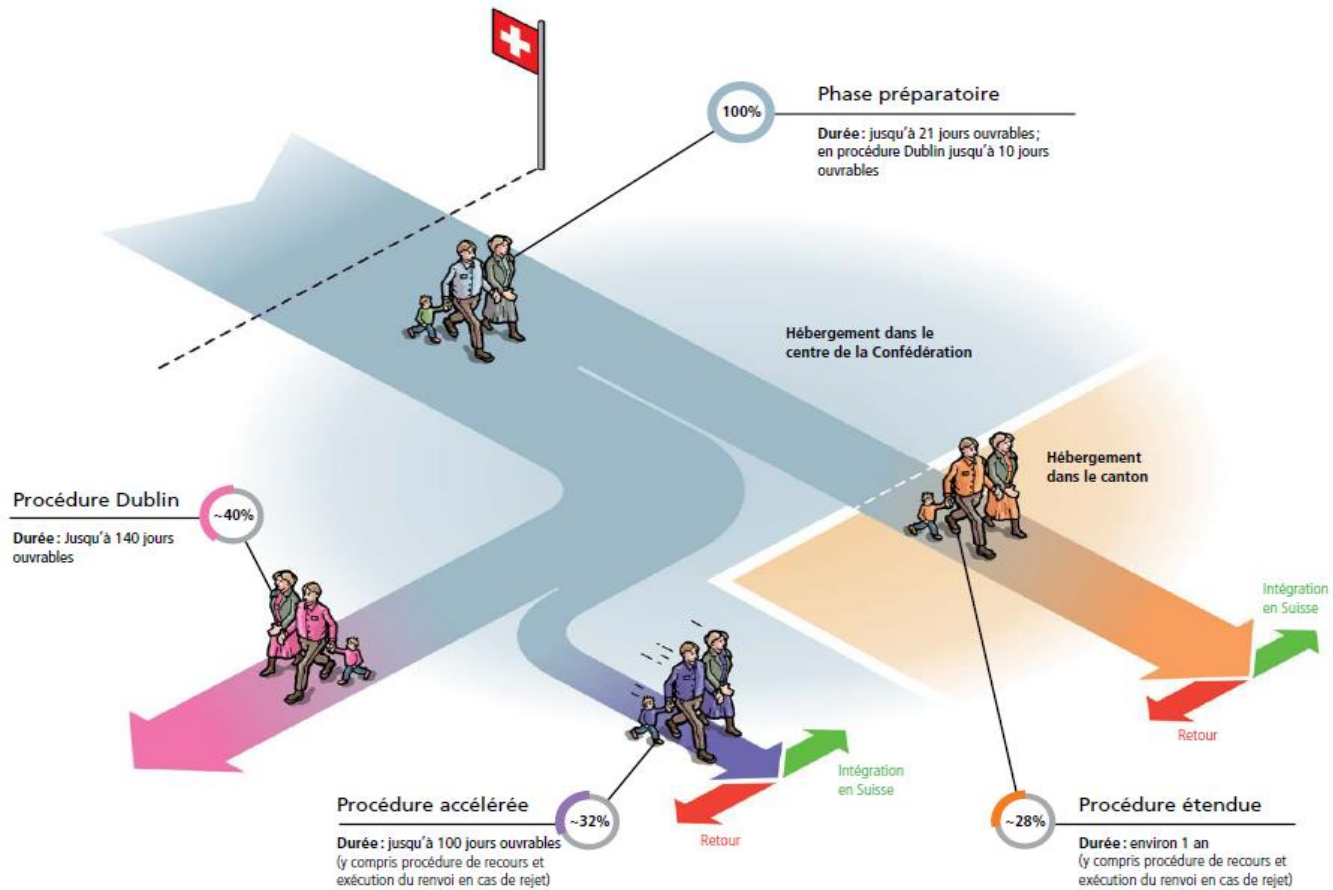 100%
Phase préparatoire
Durée : jusqu'à 21 jours ouvrables ;
en procédure Dublin jusqu'à 10 jours
ouvrables
Hébergement dans le
centre de la Confédération
Hébergement
dans le canton
Procédure Dublin
~40%
Durée : Jusqu'à 140 jours
ouvrables
Intégration
en Suisse
Retour
Intégration
en Suisse
Retour
Procédure accélérée
~32%
Durée : jusqu'à 100 jours ouvrables
(y compris procédure de recours et
exécution du renvoi en cas de rejet)
~28%
Procédure étendue
Durée : environ 1 an
(y compris procédure de recours et
exécution du renvoi en cas de rejet)